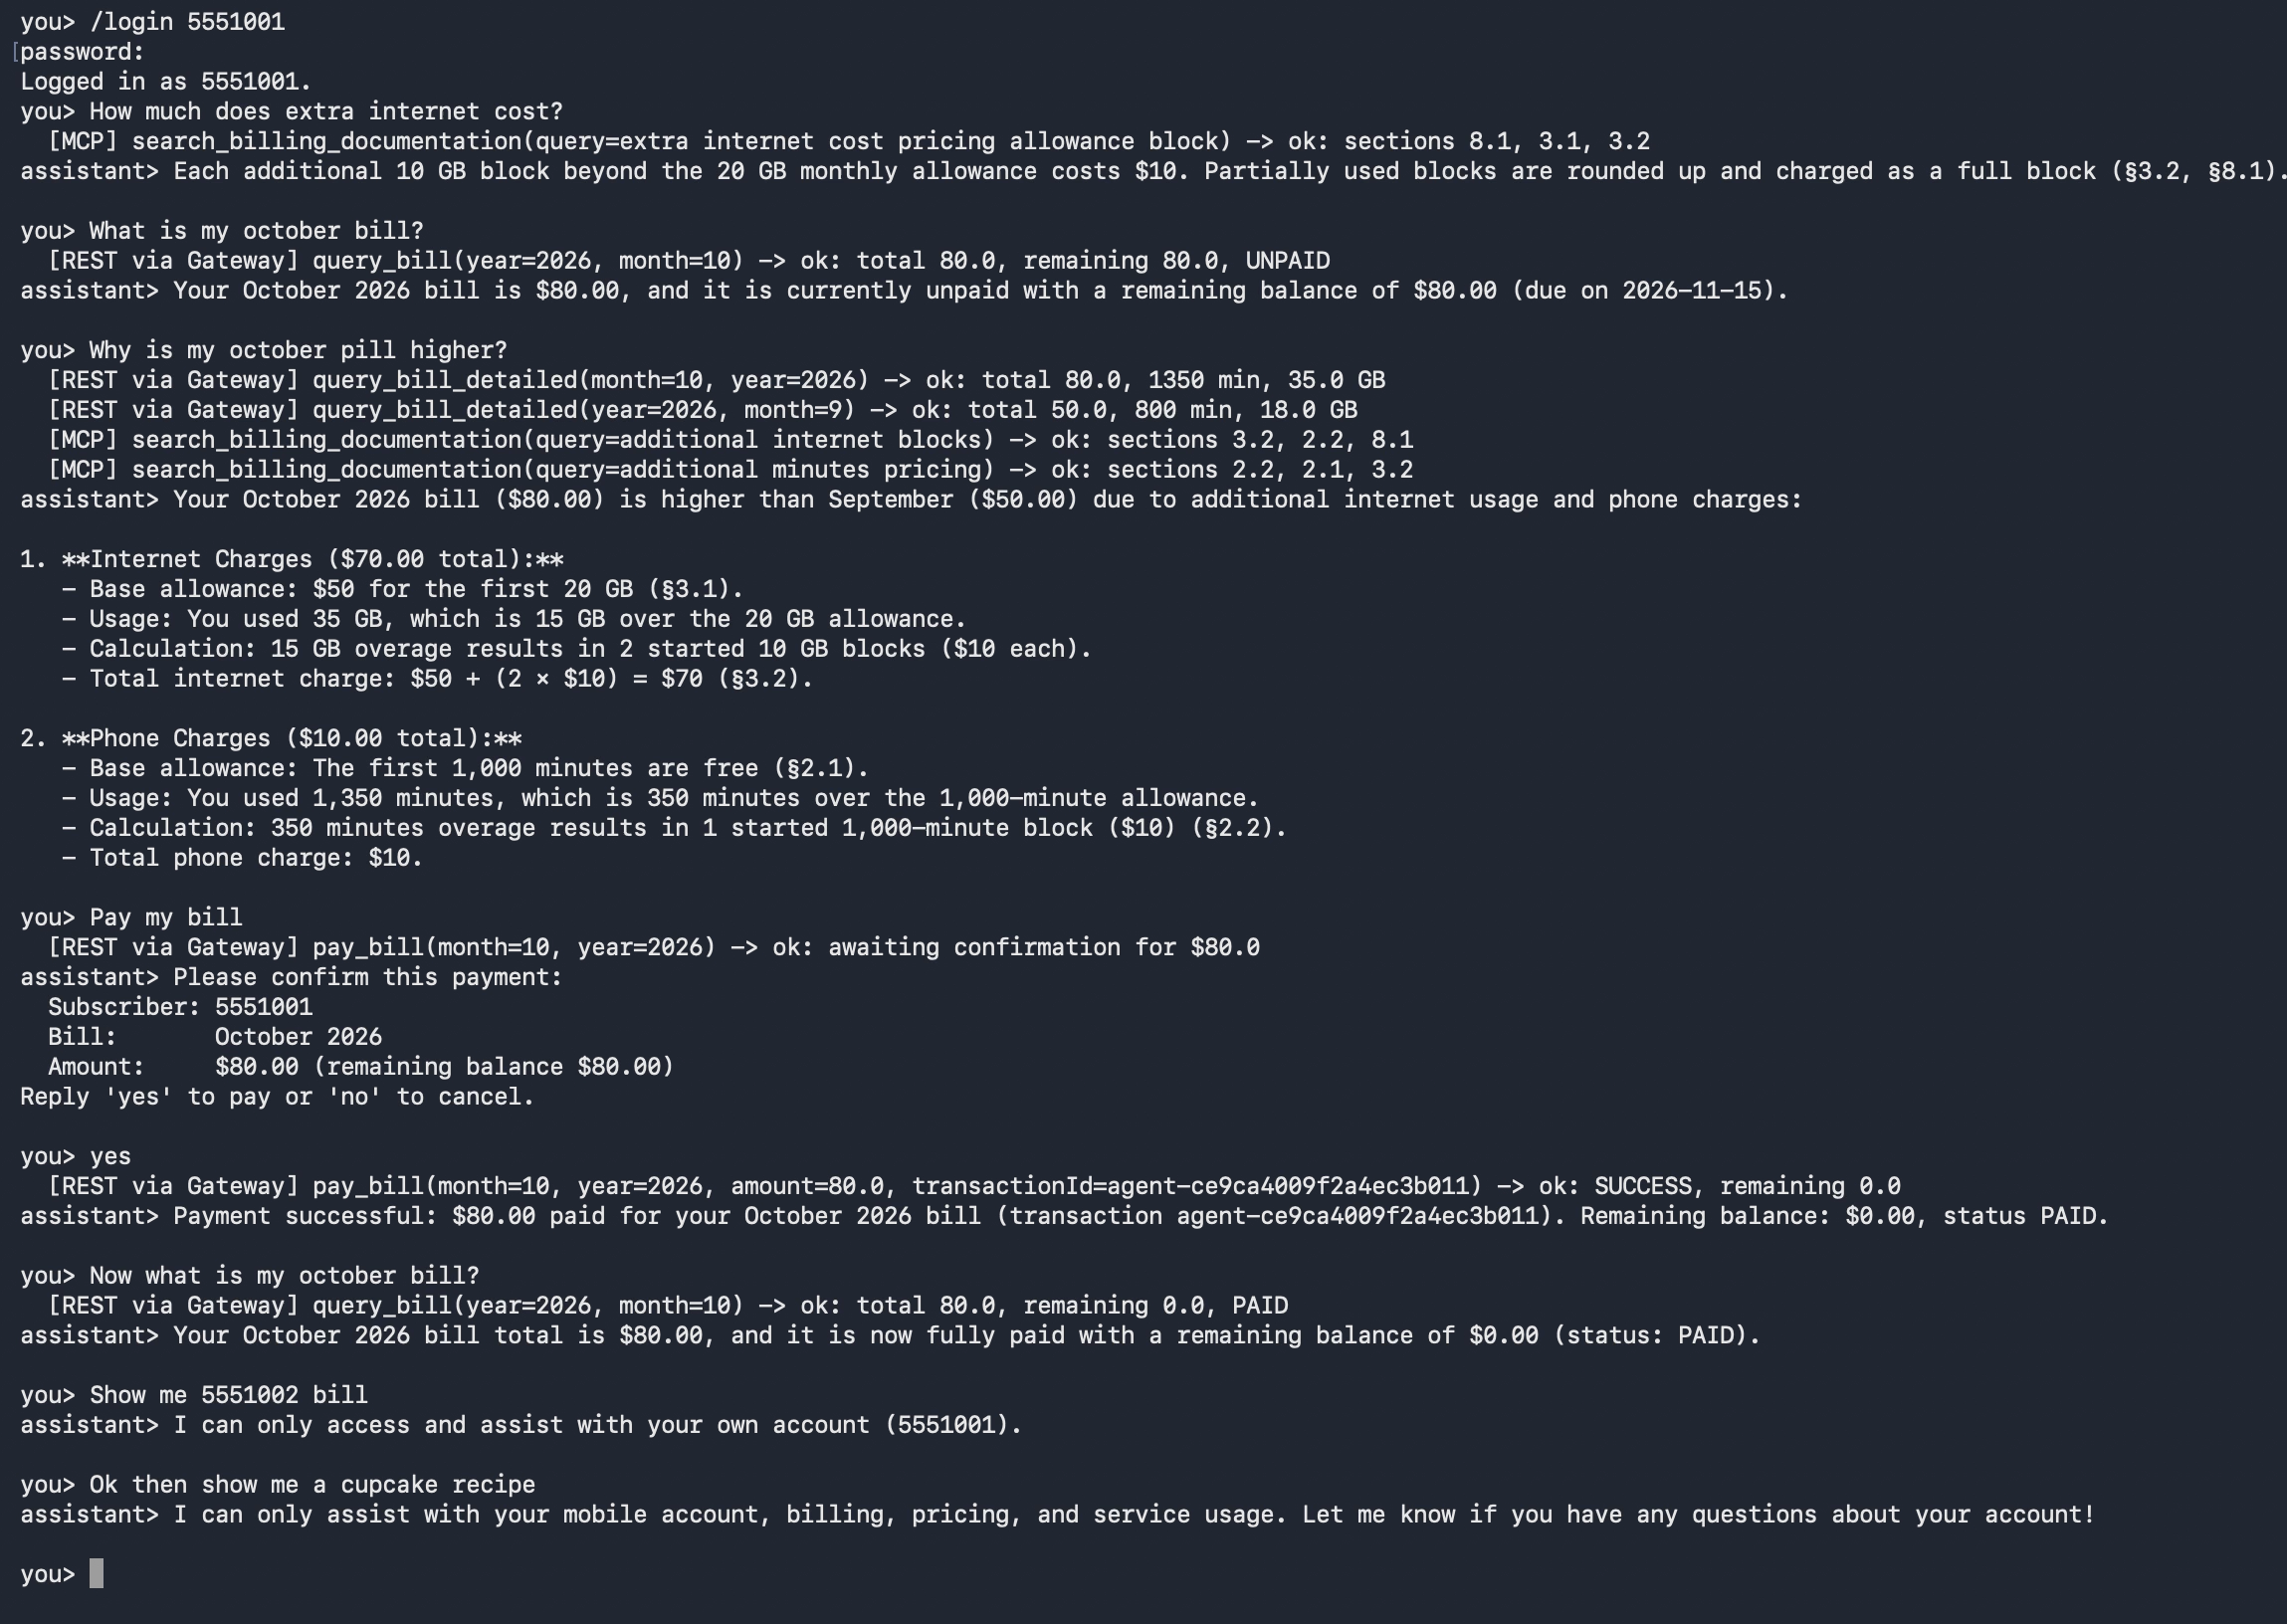 you> /login 5551001
[password:
Logged in as 5551001.
you> How much does extra internet cost?
  [MCP] search_billing_documentation(query=extra internet cost pricing allowance block) —> ok: sections 8.1, 3.1, 3.2
assistant> Each additional 10 GB block beyond the 20 GB monthly allowance costs $10. Partially used blocks are rounded up and charged as a full block (§3.2, §8.1).

you> What is my october bill?
  [REST via Gateway] query_bill(year=2026, month=10) —> ok: total 80.0, remaining 80.0, UNPAID
assistant> Your October 2026 bill is $80.00, and it is currently unpaid with a remaining balance of $80.00 (due on 2026–11–15).

you> Why is my october pill higher?
  [REST via Gateway] query_bill_detailed(month=10, year=2026) —> ok: total 80.0, 1350 min, 35.0 GB
  [REST via Gateway] query_bill_detailed(year=2026, month=9) —> ok: total 50.0, 800 min, 18.0 GB
  [MCP] search_billing_documentation(query=additional internet blocks) —> ok: sections 3.2, 2.2, 8.1
  [MCP] search_billing_documentation(query=additional minutes pricing) —> ok: sections 2.2, 2.1, 3.2
assistant> Your October 2026 bill ($80.00) is higher than September ($50.00) due to additional internet usage and phone charges:

1. **Internet Charges ($70.00 total):**
   – Base allowance: $50 for the first 20 GB (§3.1).
   – Usage: You used 35 GB, which is 15 GB over the 20 GB allowance.
   – Calculation: 15 GB overage results in 2 started 10 GB blocks ($10 each).
   – Total internet charge: $50 + (2 × $10) = $70 (§3.2).

2. **Phone Charges ($10.00 total):**
   – Base allowance: The first 1,000 minutes are free (§2.1).
   – Usage: You used 1,350 minutes, which is 350 minutes over the 1,000–minute allowance.
   – Calculation: 350 minutes overage results in 1 started 1,000–minute block ($10) (§2.2).
   – Total phone charge: $10.

you> Pay my bill
  [REST via Gateway] pay_bill(month=10, year=2026) —> ok: awaiting confirmation for $80.0
assistant> Please confirm this payment:
  Subscriber: 5551001
  Bill:       October 2026
  Amount:     $80.00 (remaining balance $80.00)
Reply 'yes' to pay or 'no' to cancel.

you> yes
  [REST via Gateway] pay_bill(month=10, year=2026, amount=80.0, transactionId=agent–ce9ca4009f2a4ec3b011) —> ok: SUCCESS, remaining 0.0
assistant> Payment successful: $80.00 paid for your October 2026 bill (transaction agent–ce9ca4009f2a4ec3b011). Remaining balance: $0.00, status PAID.

you> Now what is my october bill?
  [REST via Gateway] query_bill(year=2026, month=10) —> ok: total 80.0, remaining 0.0, PAID
assistant> Your October 2026 bill total is $80.00, and it is now fully paid with a remaining balance of $0.00 (status: PAID).

you> Show me 5551002 bill
assistant> I can only access and assist with your own account (5551001).

you> Ok then show me a cupcake recipe
assistant> I can only assist with your mobile account, billing, pricing, and service usage. Let me know if you have any questions about your account!

you>